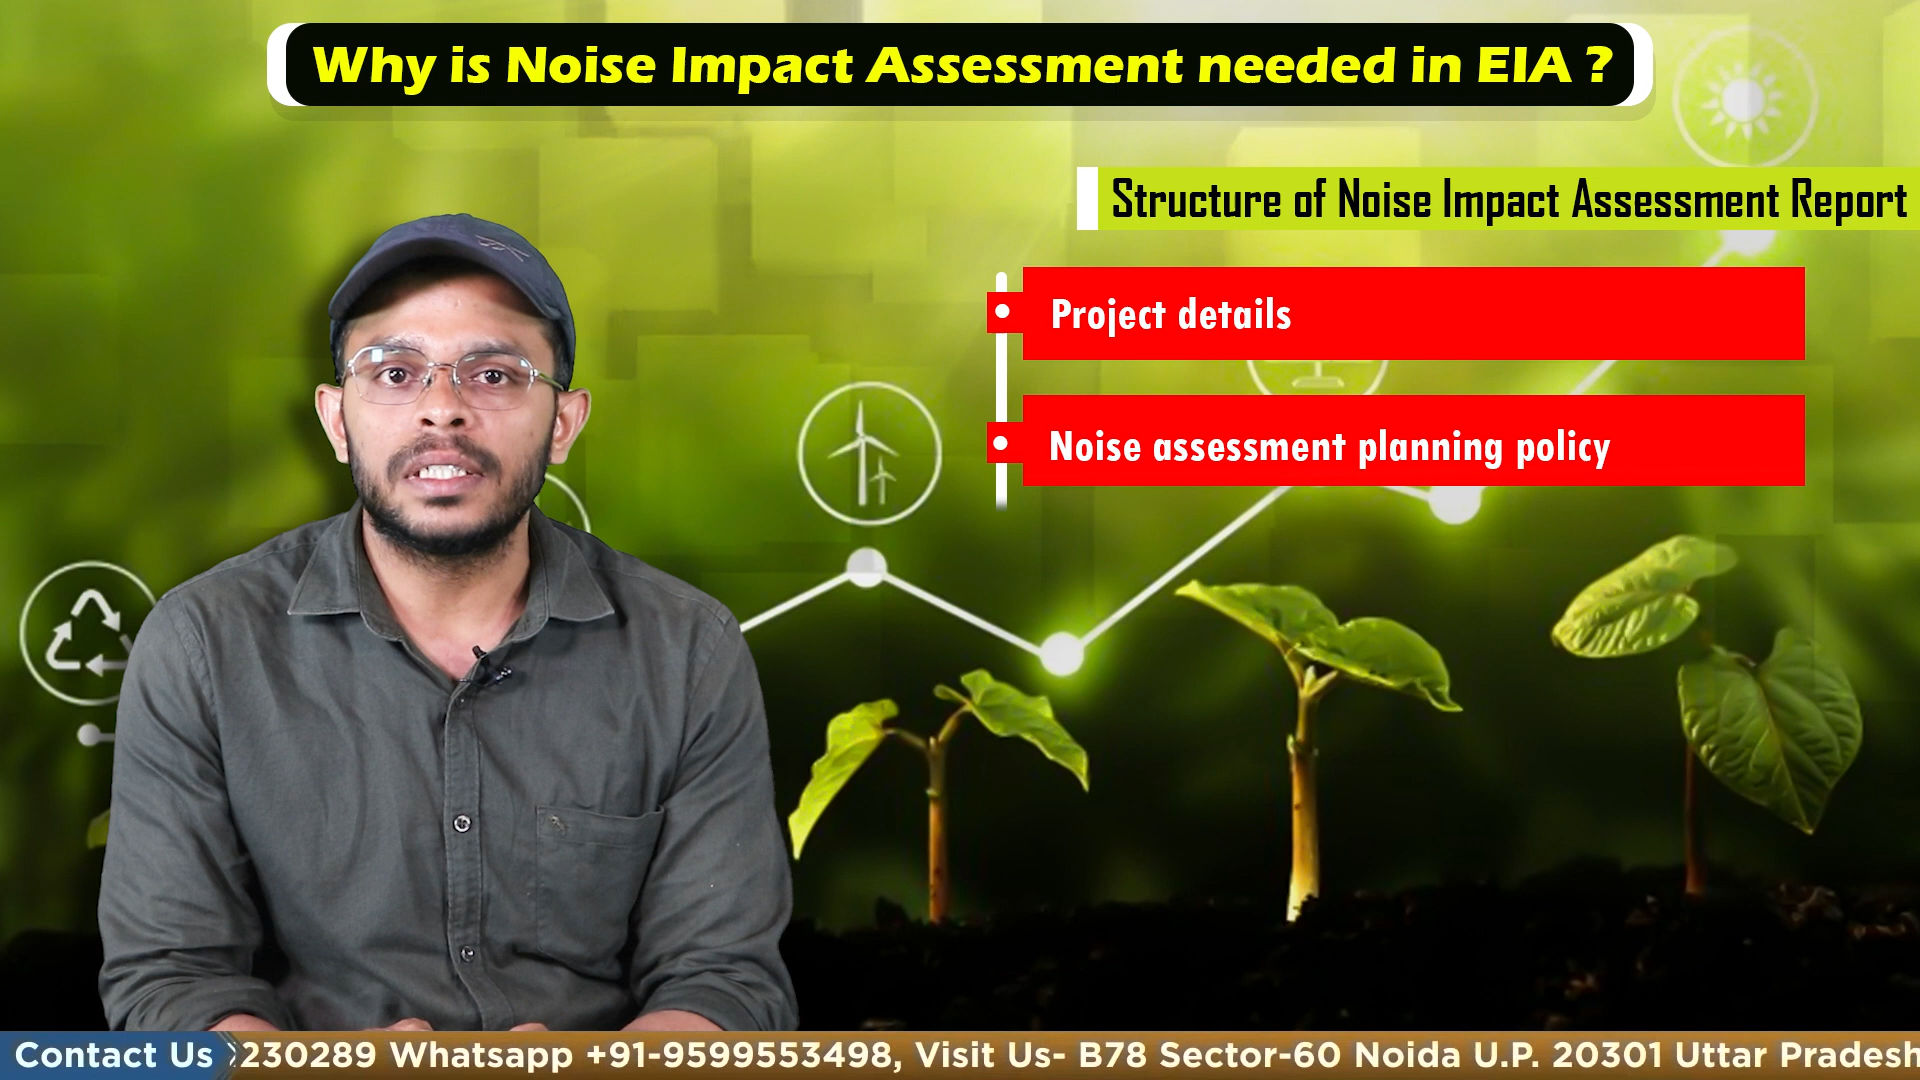 Why is Noise Impact Assessment needed in EIA ?
Structure of Noise Impact Assessment Report
Project details
Noise assessment planning policy
Contact Us 230289 Whatsapp +91-9599553498, Visit Us- B78 Sector-60 Noida U.P. 20301 Uttar Pradesh